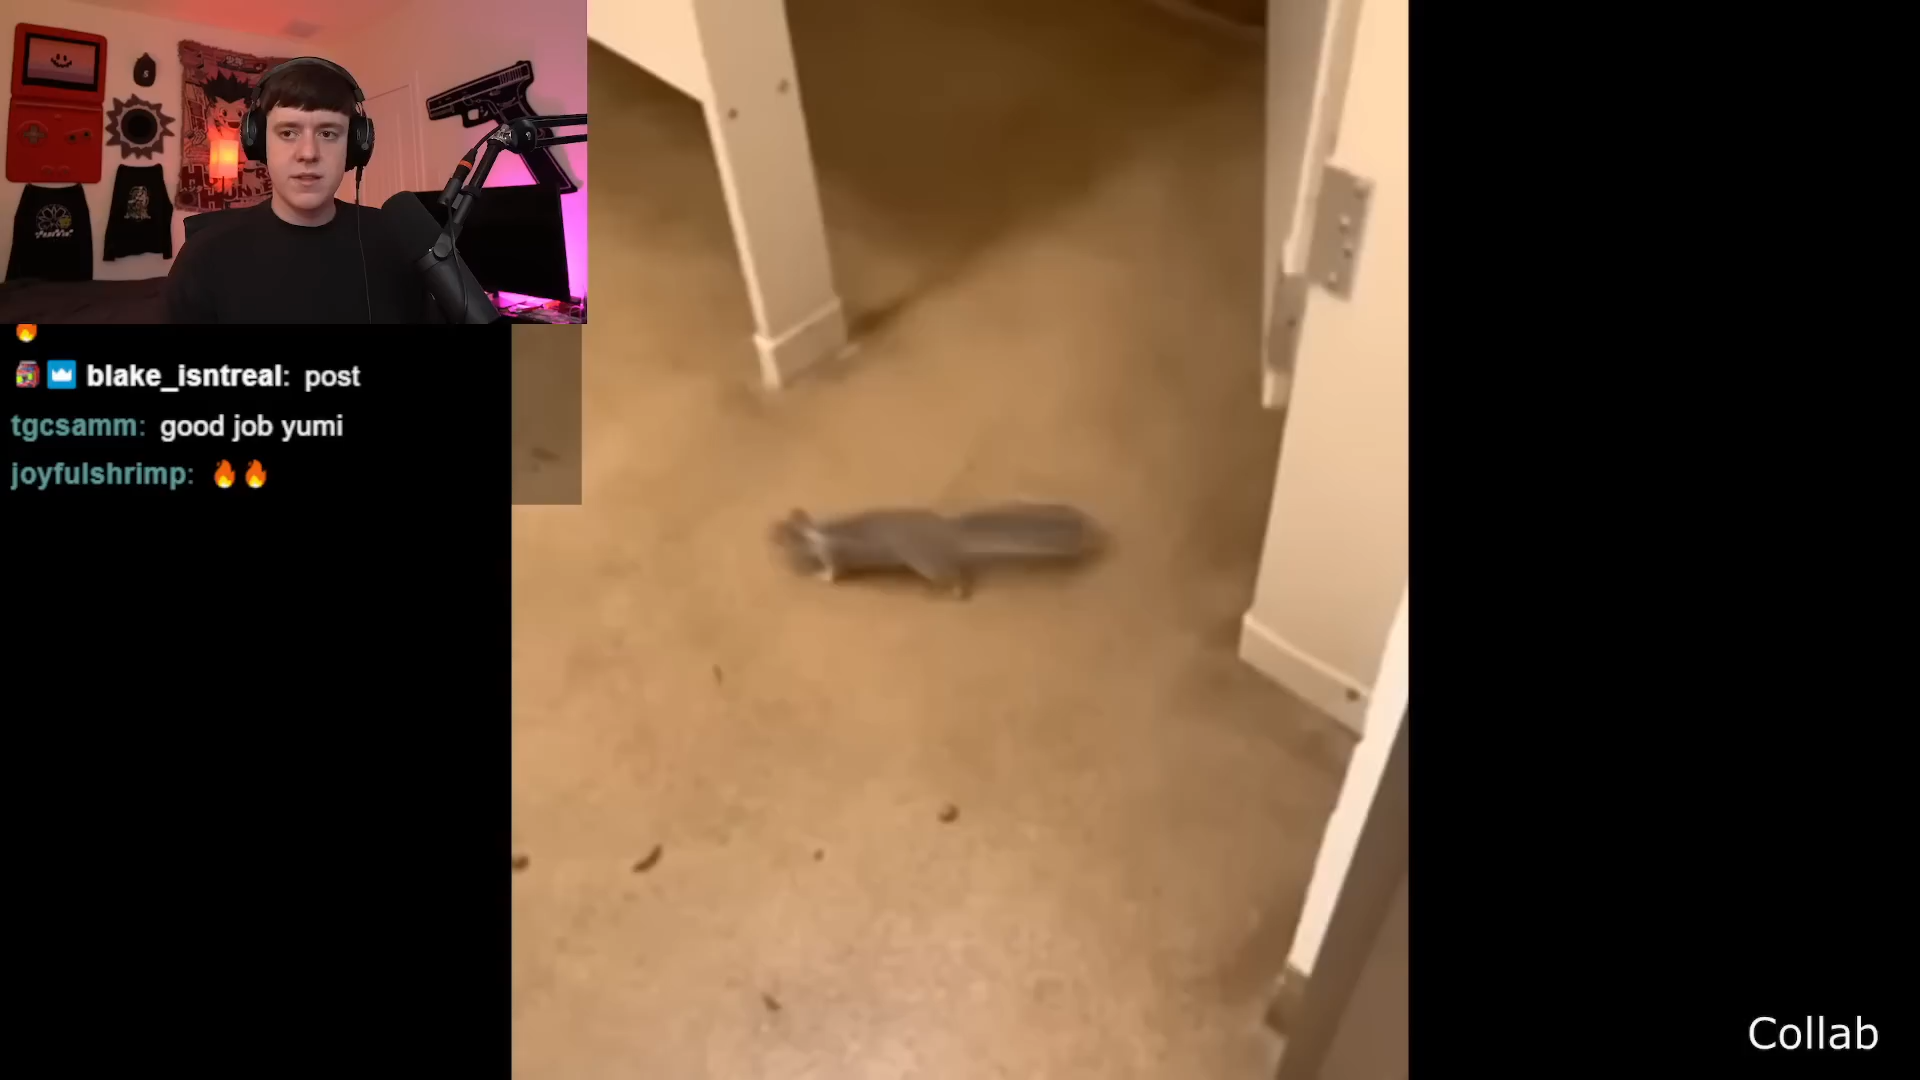 blake_isntreal: post
tgcsamm: good job yumi
joyfulshrimp: 🔥🔥
Collab